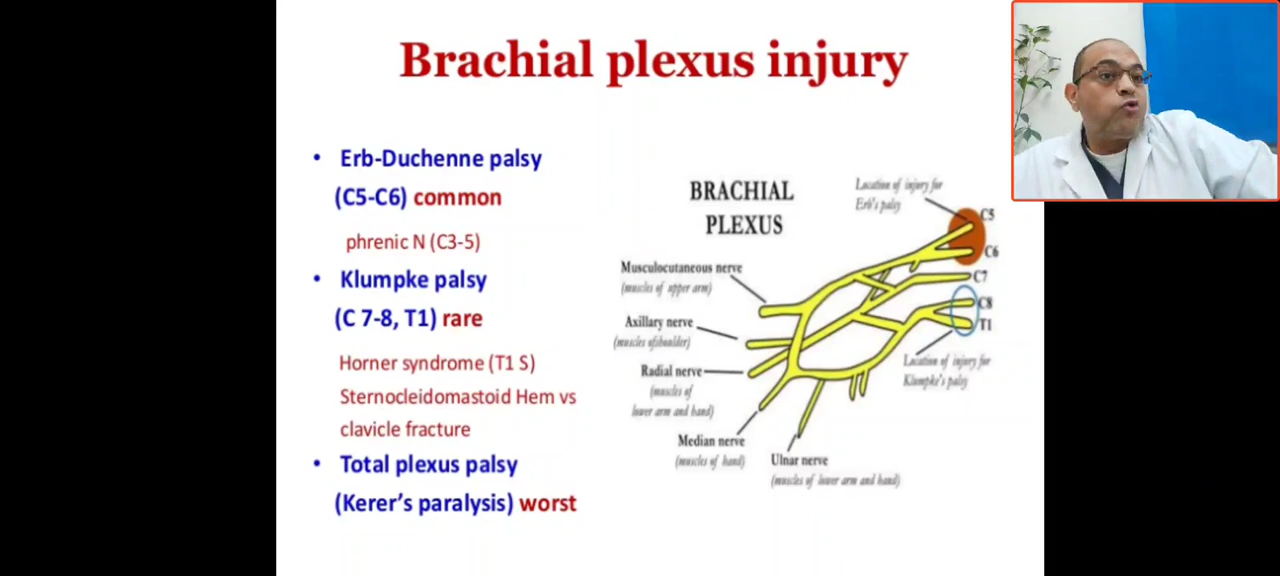 Brachial plexus injury
• Erb-Duchenne palsy
(C5-C6) common
phrenic N (C3-5)
• Klumpke palsy
(C 7-8, T1) rare
Horner syndrome (T1 S)
Sternocleidomastoid Hem vs
clavicle fracture
• Total plexus palsy
(Kerer's paralysis) worst
BRACHIAL
PLEXUS
Location of injury for
Erb's palsy
C5
C6
C7
C8
T1
Musculocutaneous nerve
(muscles of upper arm)
Axillary nerve
(muscles ofshoulder)
Radial nerve
(muscles of
lower arm and hand)
Median nerve
(muscles of hand)
Ulnar nerve
(muscles of lower arm and hand)
Location of injury for
Klumpke's palsy